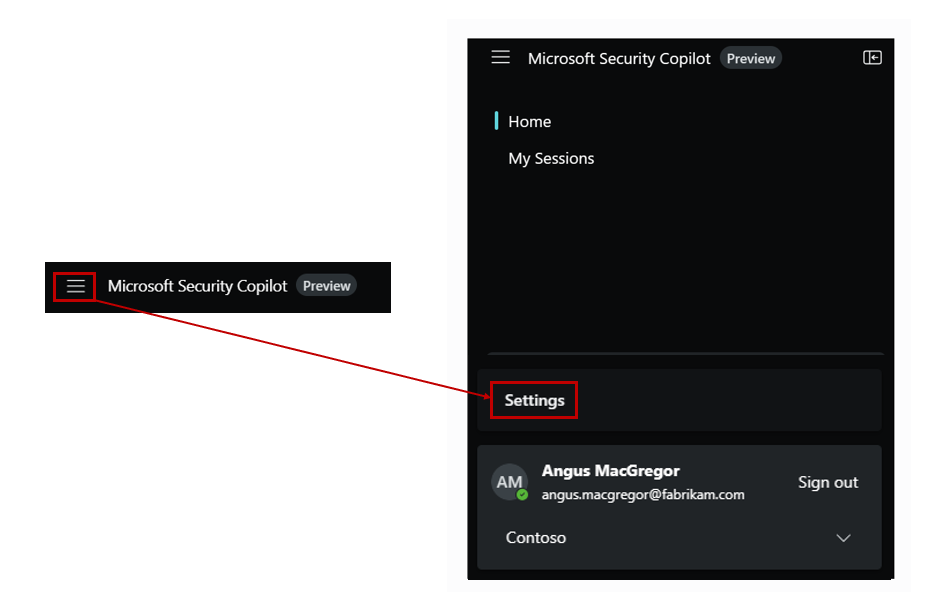 Microsoft Security Copilot Preview
Microsoft Security Copilot Preview
Home
My Sessions
Settings
AM
Angus MacGregor
angus.macgregor@fabrikam.com
Sign out
Contoso